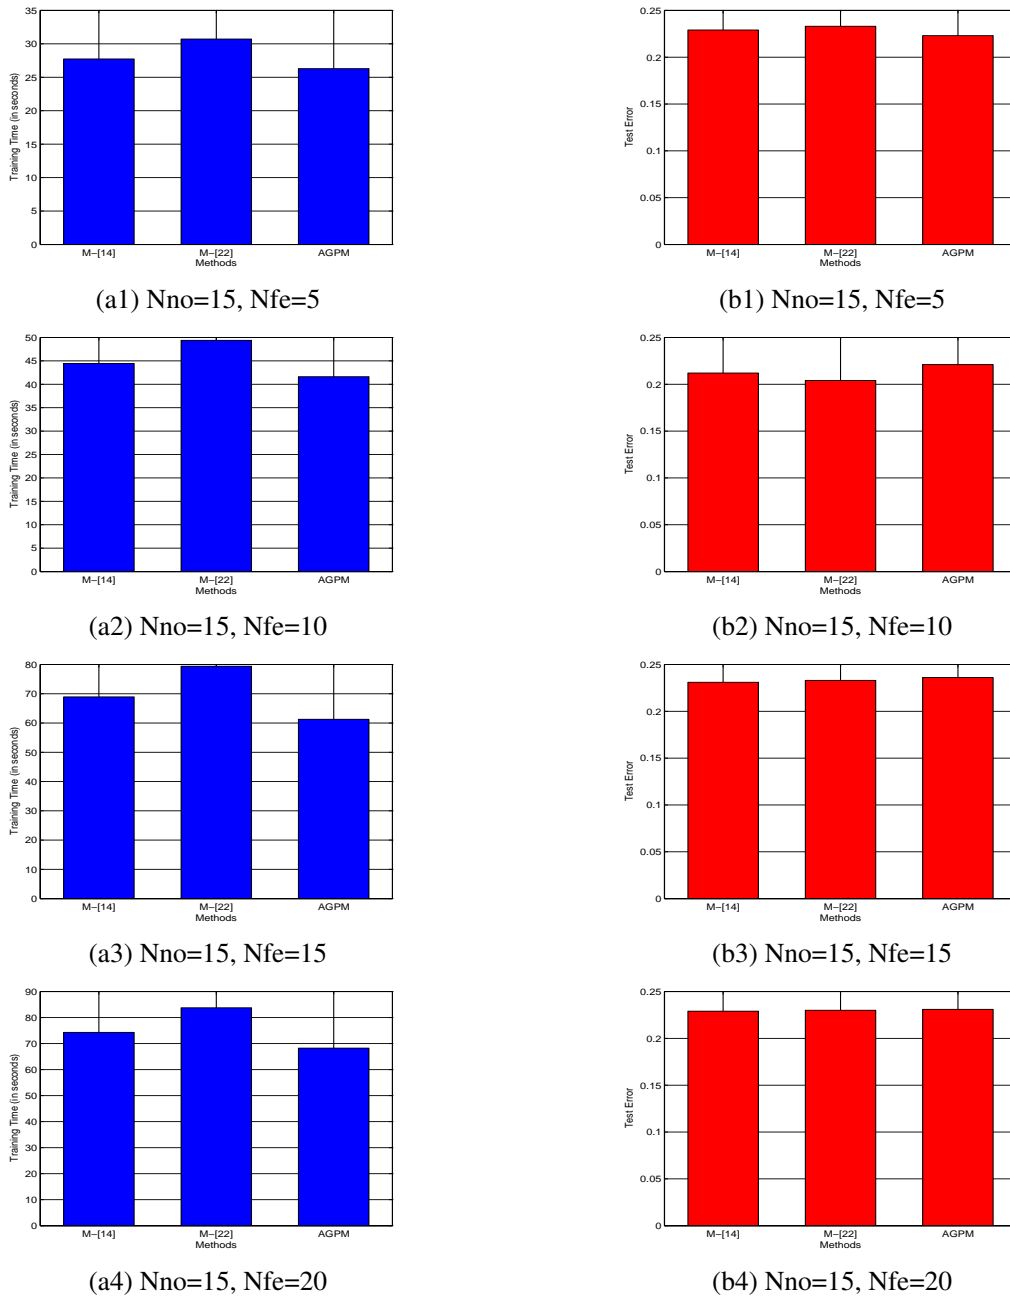 35
30
25
20
15
10
5
0
Training Time (in seconds)
M−[14] M−[22] AGPM
Methods
(a1) Nno=15, Nfe=5
0.25
0.2
0.15
0.1
0.05
0
Test Error
M−[14] M−[22] AGPM
Methods
(b1) Nno=15, Nfe=5
50
45
40
35
30
25
20
15
10
5
0
Training Time (in seconds)
M−[14] M−[22] AGPM
Methods
(a2) Nno=15, Nfe=10
0.25
0.2
0.15
0.1
0.05
0
Test Error
M−[14] M−[22] AGPM
Methods
(b2) Nno=15, Nfe=10
80
70
60
50
40
30
20
10
0
Training Time (in seconds)
M−[14] M−[22] AGPM
Methods
(a3) Nno=15, Nfe=15
0.25
0.2
0.15
0.1
0.05
0
Test Error
M−[14] M−[22] AGPM
Methods
(b3) Nno=15, Nfe=15
90
80
70
60
50
40
30
20
10
0
Training Time (in seconds)
M−[14] M−[22] AGPM
Methods
(a4) Nno=15, Nfe=20
0.25
0.2
0.15
0.1
0.05
0
Test Error
M−[14] M−[22] AGPM
Methods
(b4) Nno=15, Nfe=20